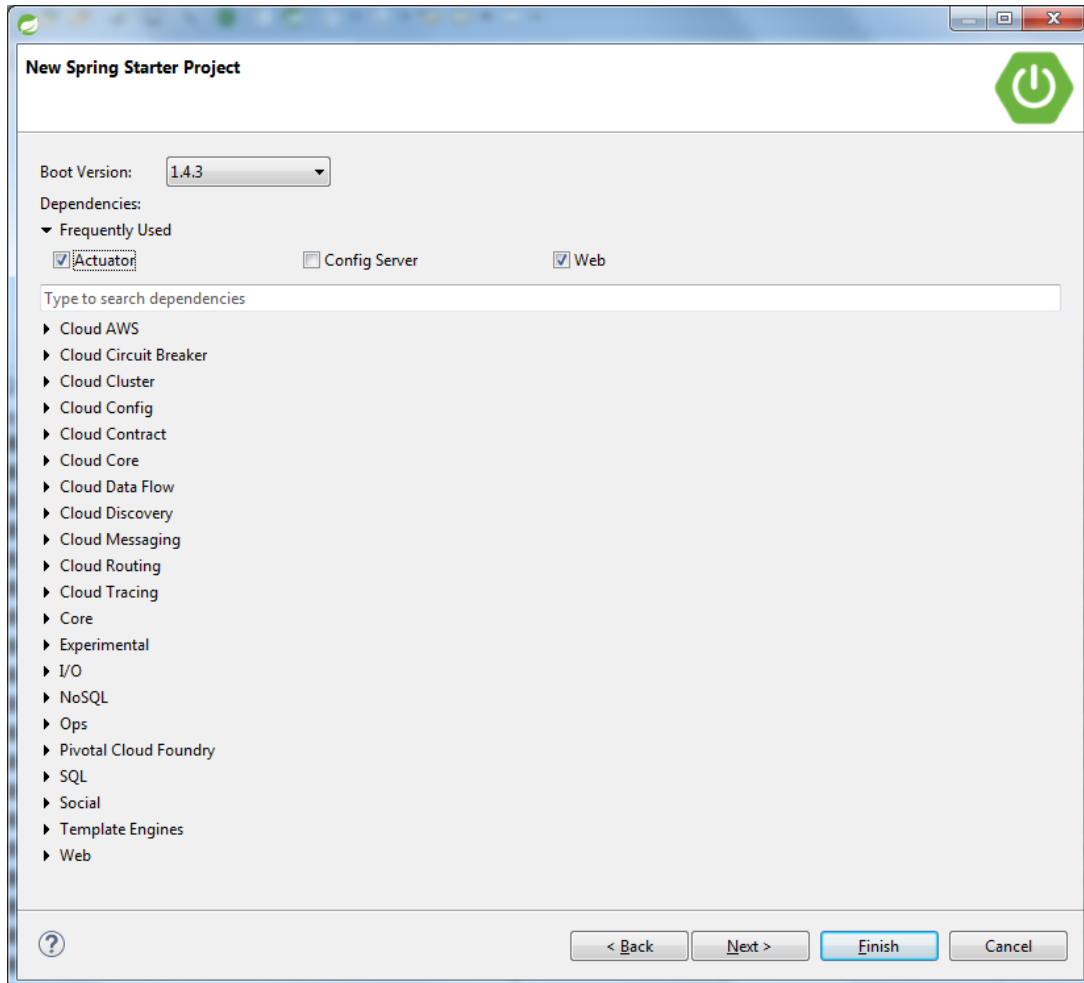 New Spring Starter Project
Boot Version: 1.4.3
Dependencies:
Frequently Used
Actuator Config Server Web
Type to search dependencies
Cloud AWS
Cloud Circuit Breaker
Cloud Cluster
Cloud Config
Cloud Contract
Cloud Core
Cloud Data Flow
Cloud Discovery
Cloud Messaging
Cloud Routing
Cloud Tracing
Core
Experimental
I/O
NoSQL
Ops
Pivotal Cloud Foundry
SQL
Social
Template Engines
Web
? < Back Next > Finish Cancel